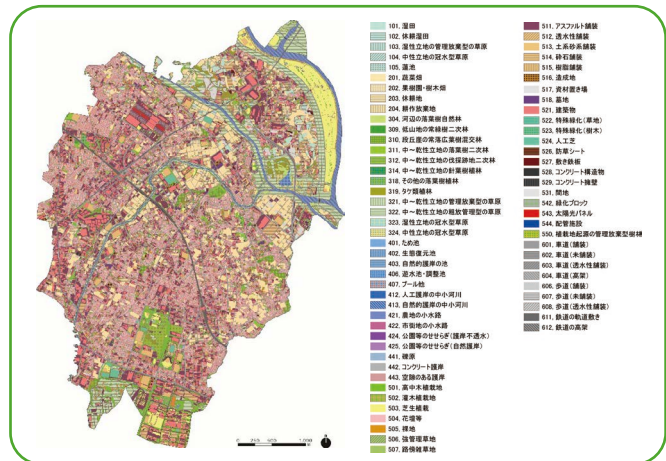 101. 湿田
102. 休耕湿田
103. 湿性立地の管理放棄型の草原
104. 中性立地の冠水型草原
105. 蓮池
201. 蔬菜畑
202. 果樹園・樹木畑
203. 休耕地
204. 耕作放棄地
304. 河辺の落葉樹自然林
309. 低山地の常緑樹二次林
310. 段丘崖の常落広葉樹混交林
311. 中～乾性立地の落葉樹二次林
312. 中～乾性立地の伐採跡地二次林
314. 中～乾性立地の針葉樹植林
318. その他の落葉樹植林
319. タケ類植林
321. 中～乾性立地の管理放棄型の草原
322. 中～乾性立地の粗放管理型の草原
323. 湿性立地の冠水型草原
324. 中性立地の冠水型草原
401. ため池
402. 生態復元池
403. 自然的護岸の池
406. 遊水池・調整池
407. プール他
412. 人工護岸の中小河川
413. 自然的護岸の中小河川
421. 農地の小水路
422. 市街地の小水路
424. 公園等のせせらぎ(護岸不透水)
425. 公園等のせせらぎ(自然護岸)
441. 礫原
442. コンクリート護岸
443. 空隙のある護岸
501. 高中木植栽地
502. 灌木植栽地
503. 芝生植栽
504. 花壇等
505. 裸地
506. 強管理草地
507. 路傍雑草地
511. アスファルト舗装
512. 透水性舗装
513. 土系砂系舗装
514. 砕石舗装
515. 樹脂舗装
516. 造成地
517. 資材置き場
518. 墓地
521. 建築物
522. 特殊緑化(草地)
523. 特殊緑化(樹木)
524. 人工芝
526. 防草シート
527. 敷き鉄板
528. コンクリート構造物
529. コンクリート擁壁
531. 間地
542. 緑化ブロック
543. 太陽光パネル
544. 配管施設
550. 植栽地起源の管理放棄型樹林
601. 車道(舗装)
602. 車道(未舗装)
603. 車道(透水性舗装)
604. 車道(高架)
606. 歩道(舗装)
607. 歩道(未舗装)
608. 歩道(透水性舗装)
611. 鉄道の軌道敷き
612. 鉄道の高架
0 250 500 1,000